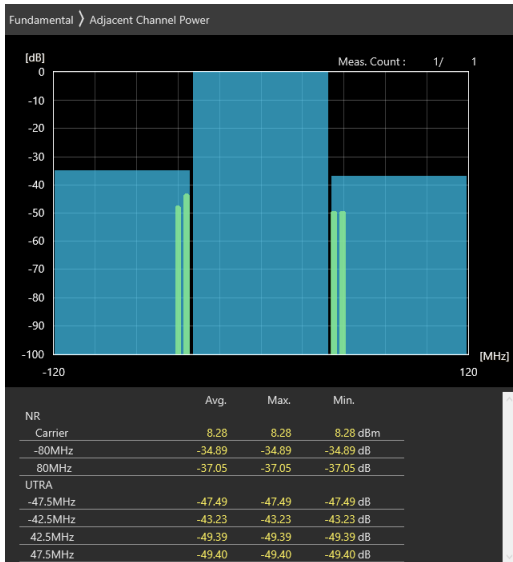 Fundamental 〉 Adjacent Channel Power
[dB]
Meas. Count : 1/ 1
0
-10
-20
-30
-40
-50
-60
-70
-80
-90
-100
[MHz]
-120 120
Avg. Max. Min.
NR
Carrier 8.28 8.28 8.28 dBm
-80MHz -34.89 -34.89 -34.89 dB
80MHz -37.05 -37.05 -37.05 dB
UTRA
-47.5MHz -47.49 -47.49 -47.49 dB
-42.5MHz -43.23 -43.23 -43.23 dB
42.5MHz -49.39 -49.39 -49.39 dB
47.5MHz -49.40 -49.40 -49.40 dB